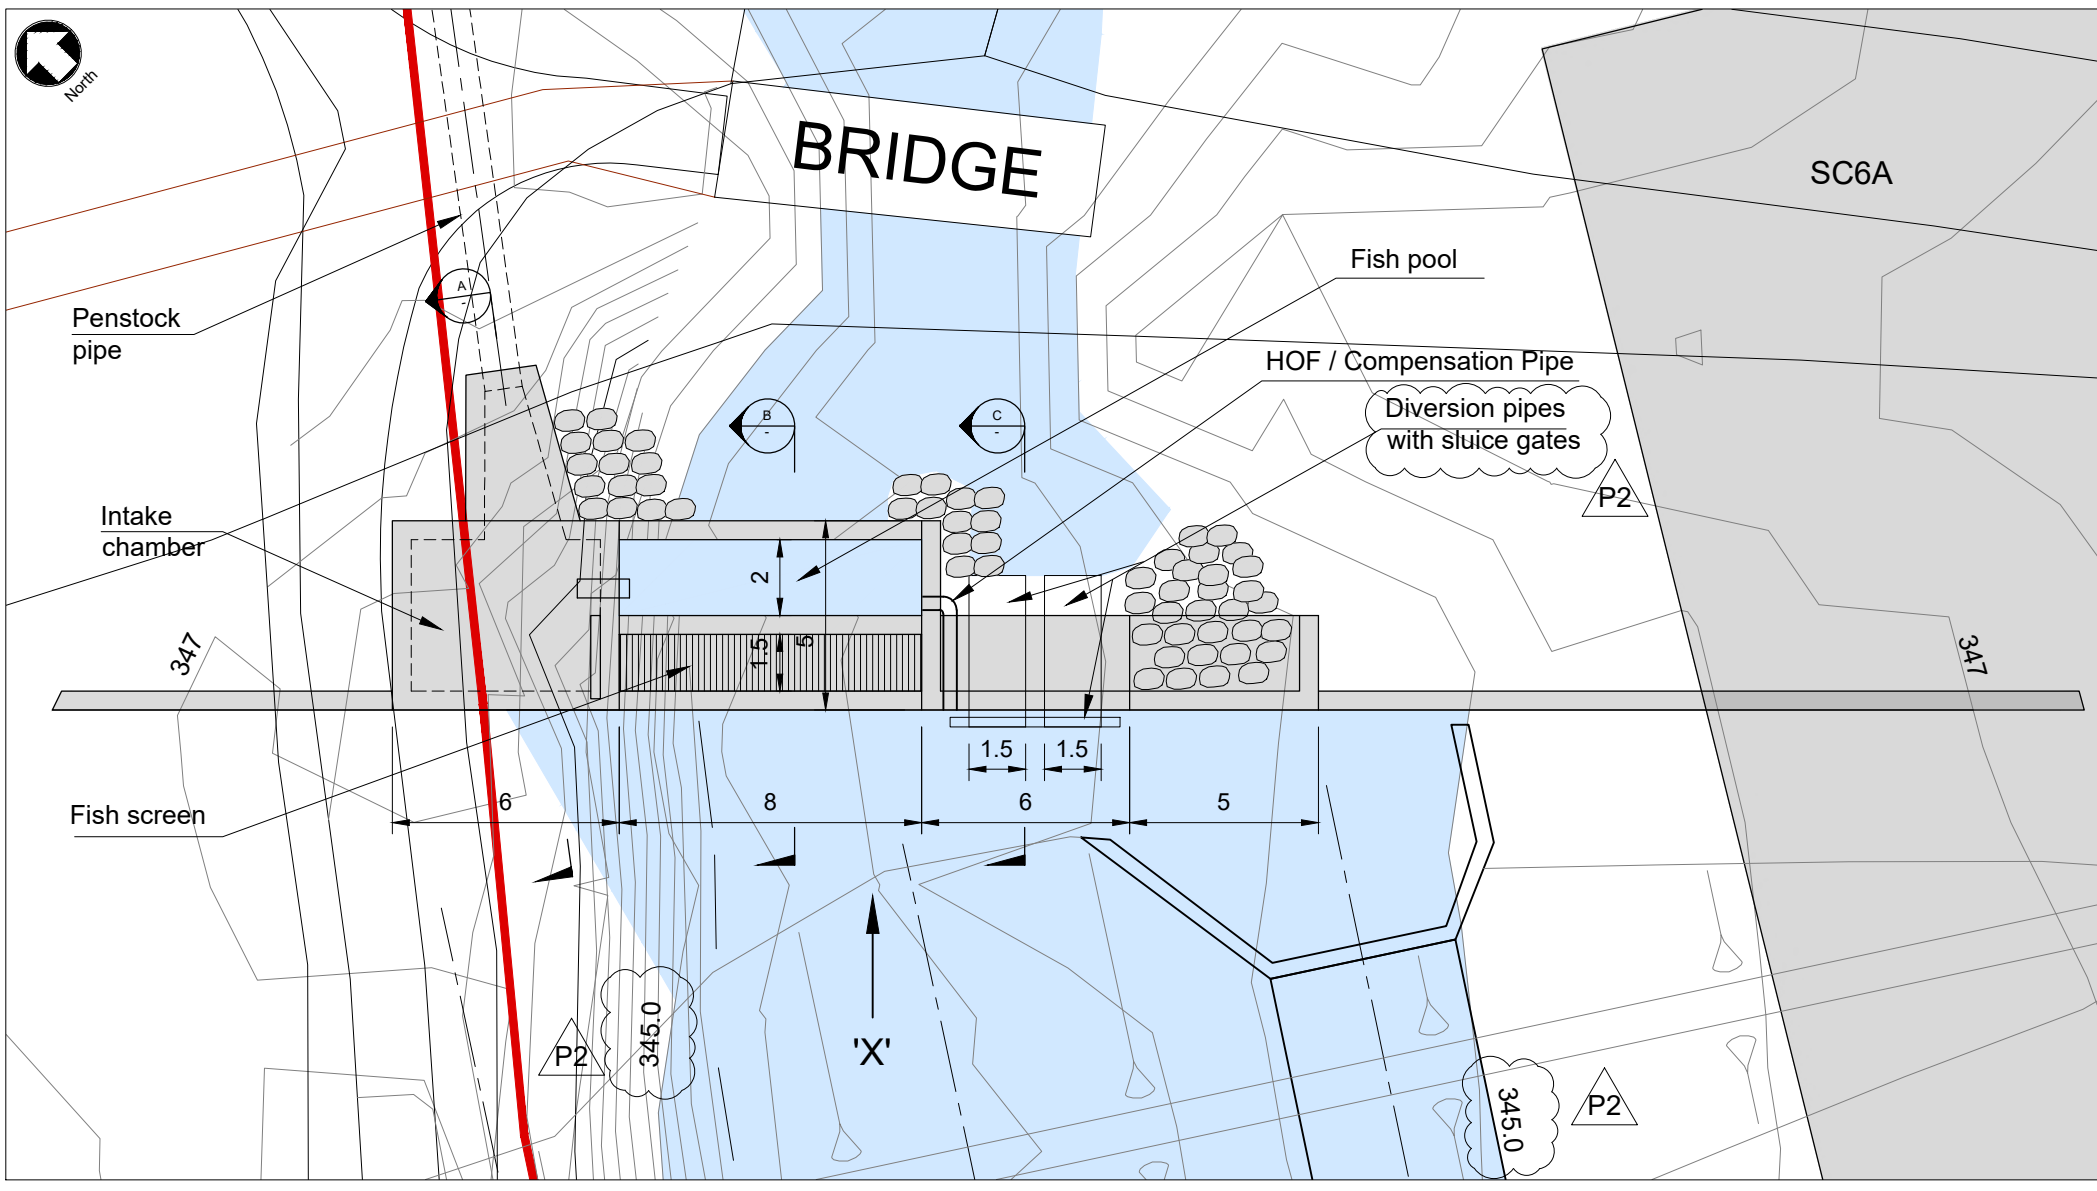 North
BRIDGE
SC6A
Fish pool
A
-
Penstock
pipe
HOF / Compensation Pipe
Diversion pipes
with sluice gates
B
-
C
-
P2
Intake
chamber
2
1.5
5
347
347
1.5
1.5
Fish screen
6
8
6
5
P2
345.0
'X'
345.0
P2